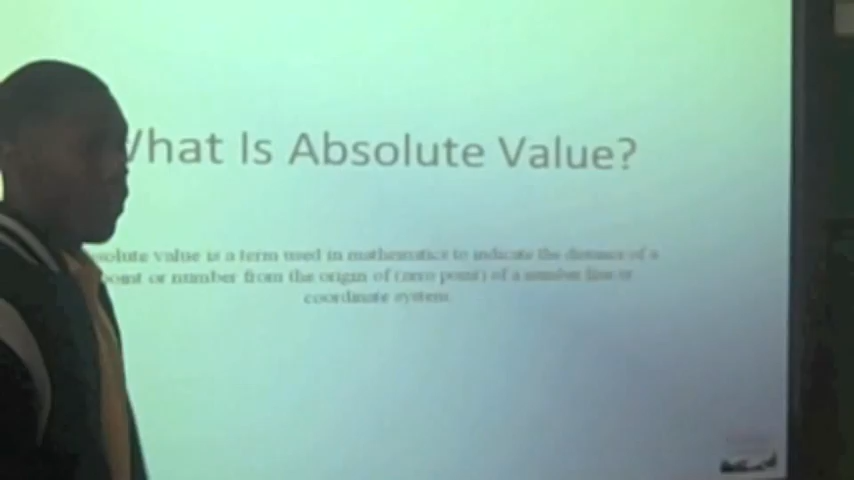 What Is Absolute Value?
solute value is a term used in mathematics to indicate the distance of a
point or number from the origin of (zero point) of a number line or
coordinate system